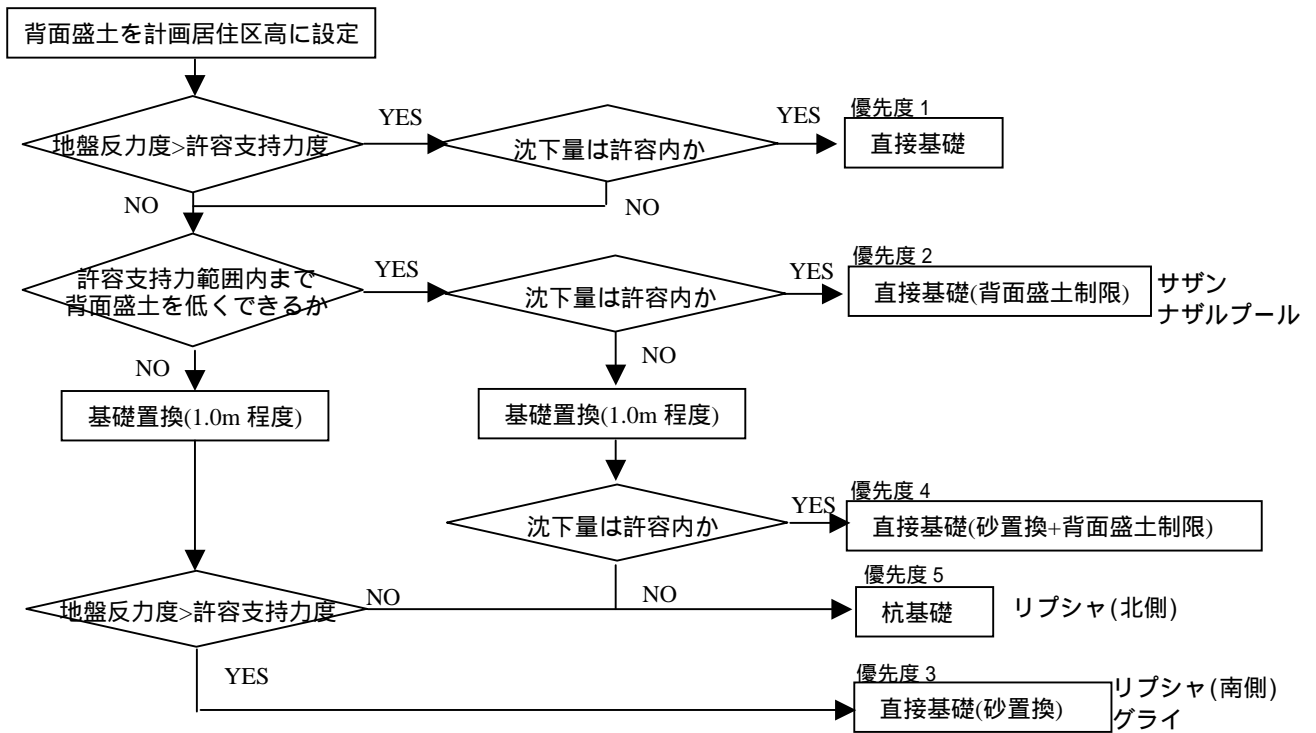 背面盛土を計画居住区高に設定
地盤反力度>許容支持力度
YES
沈下量は許容内か
YES
優先度 1
直接基礎
NO
NO
許容支持力範囲内まで
背面盛土を低くできるか
YES
沈下量は許容内か
YES
優先度 2
直接基礎(背面盛土制限)
サザン
ナザルプール
NO
NO
基礎置換(1.0m 程度)
基礎置換(1.0m 程度)
沈下量は許容内か
YES
優先度 4
直接基礎(砂置換+背面盛土制限)
地盤反力度>許容支持力度
NO
NO
優先度 5
杭基礎
リプシャ(北側)
YES
優先度 3
直接基礎(砂置換)
リプシャ(南側)
グライ